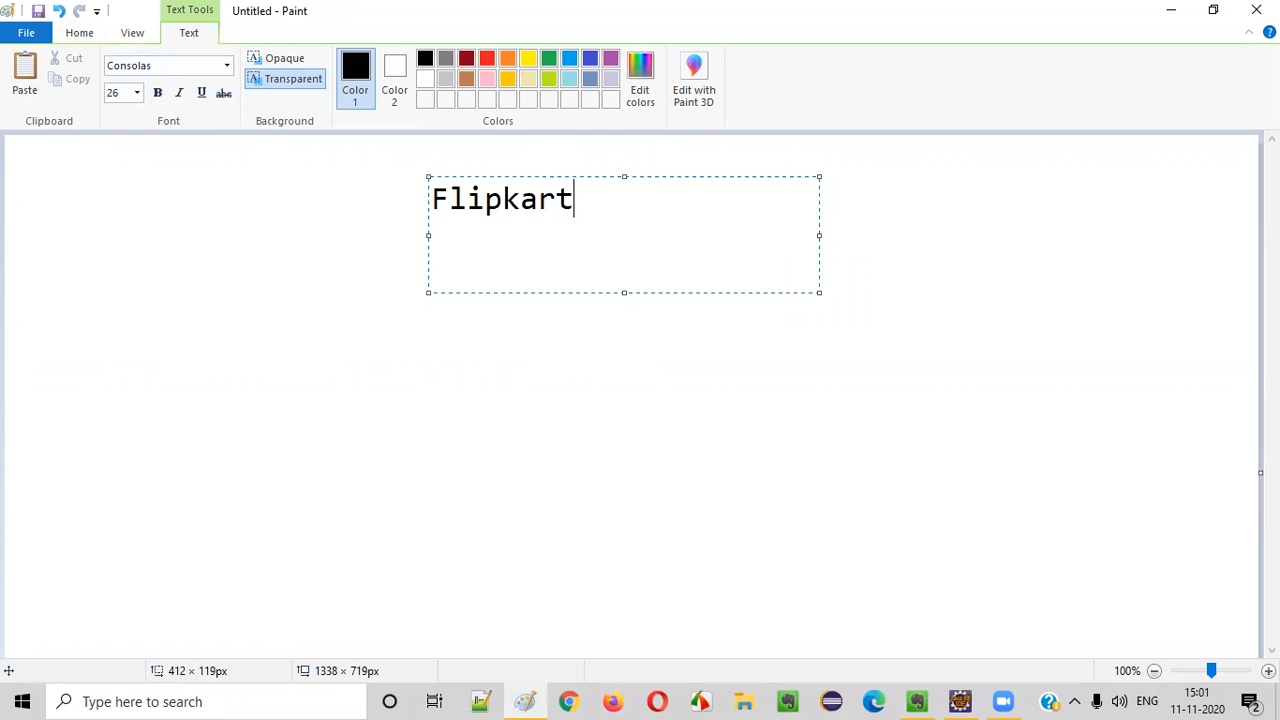 Text Tools
Untitled - Paint
File
Home
View
Text
Paste
Cut
Copy
Clipboard
Consolas
26
B
I
U
abc
Font
Opaque
Transparent
Background
Color
1
Color
2
Edit
colors
Colors
Edit with
Paint 3D
Flipkart
412 × 119px
1338 × 719px
100%
Type here to search
ENG
15:01
11-11-2020
2